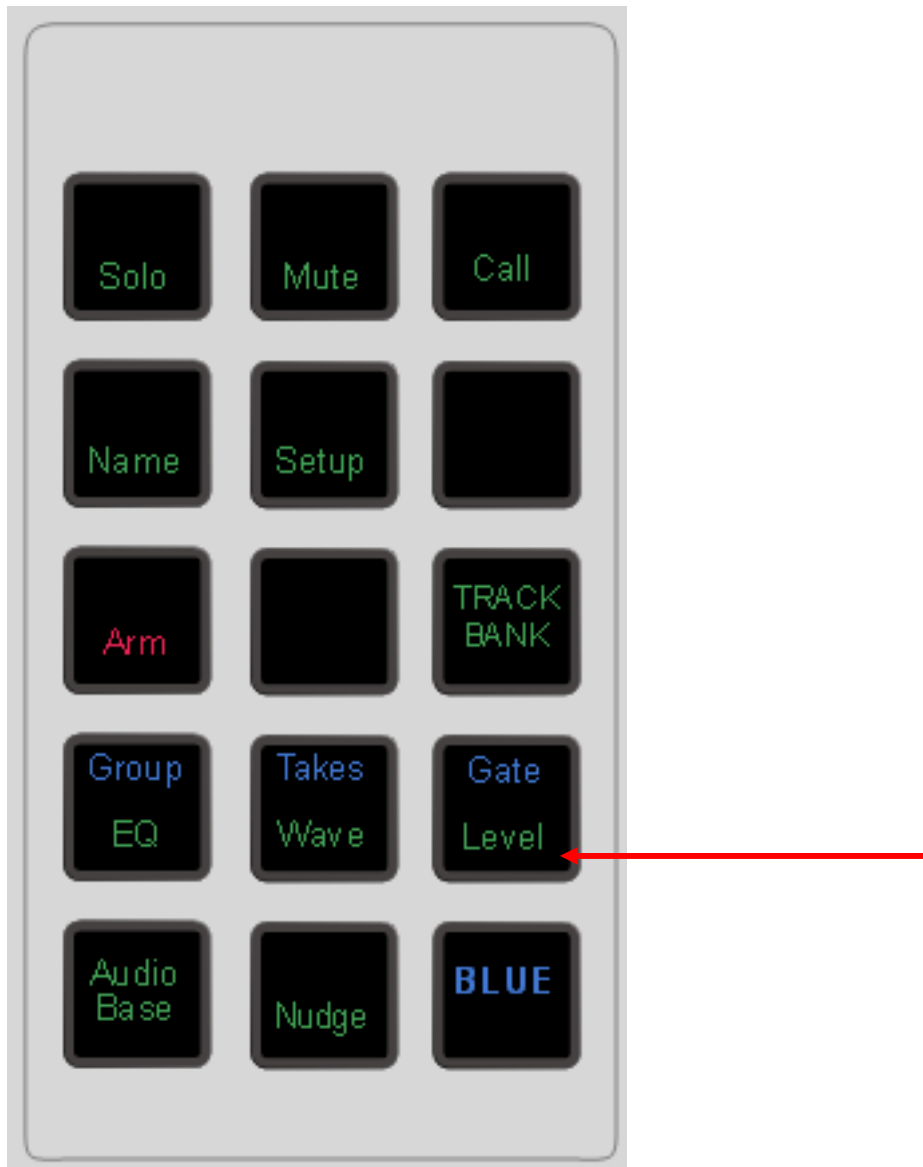 Solo
Mute
Call
Name
Setup
Arm
TRACK
BANK
Group
EQ
Takes
Wave
Gate
Level
Audio
Base
Nudge
BLUE